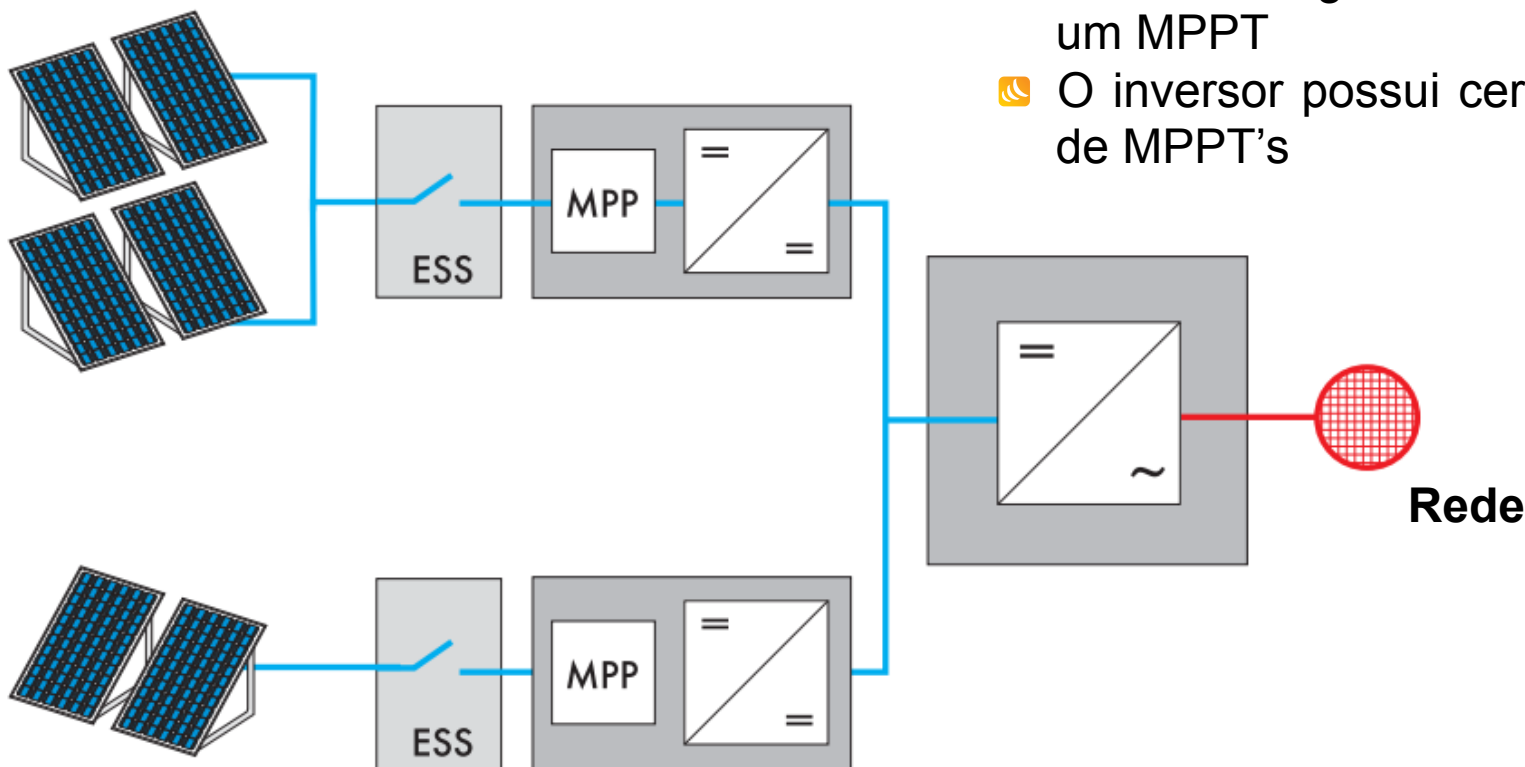 um MPPT
O inversor possui cer
de MPPT’s
MPP
=
=
ESS
=
~
Rede
MPP
=
=
ESS